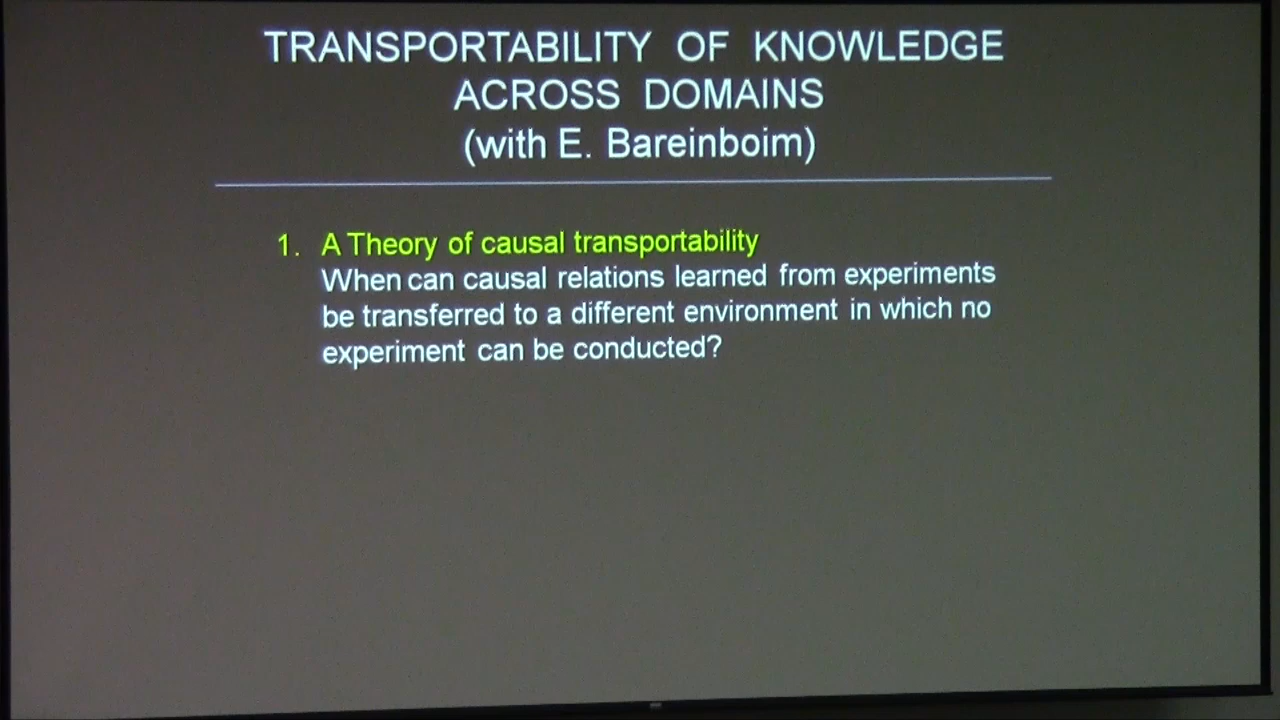 TRANSPORTABILITY OF KNOWLEDGE
ACROSS DOMAINS
(with E. Bareinboim)
1. A Theory of causal transportability
When can causal relations learned from experiments
be transferred to a different environment in which no
experiment can be conducted?